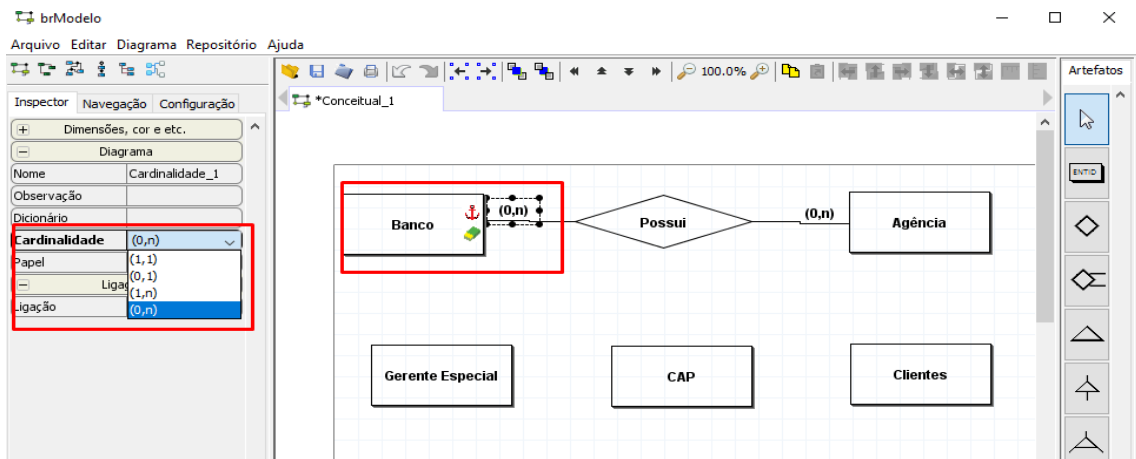 brModelo
Arquivo Editar Diagrama Repositório Ajuda
100.0%
Artefatos
Inspector Navegação Configuração
*Conceitual_1
Dimensões, cor e etc.
Diagrama
Nome Cardinalidade_1
Observação
Dicionário
Cardinalidade (0,n)
(1,1)
Papel
(0,1)
Liga
(1,n)
Ligação (0,n)
Banco (0,n) Possui (0,n) Agência
Gerente Especial CAP Clientes
ENTID